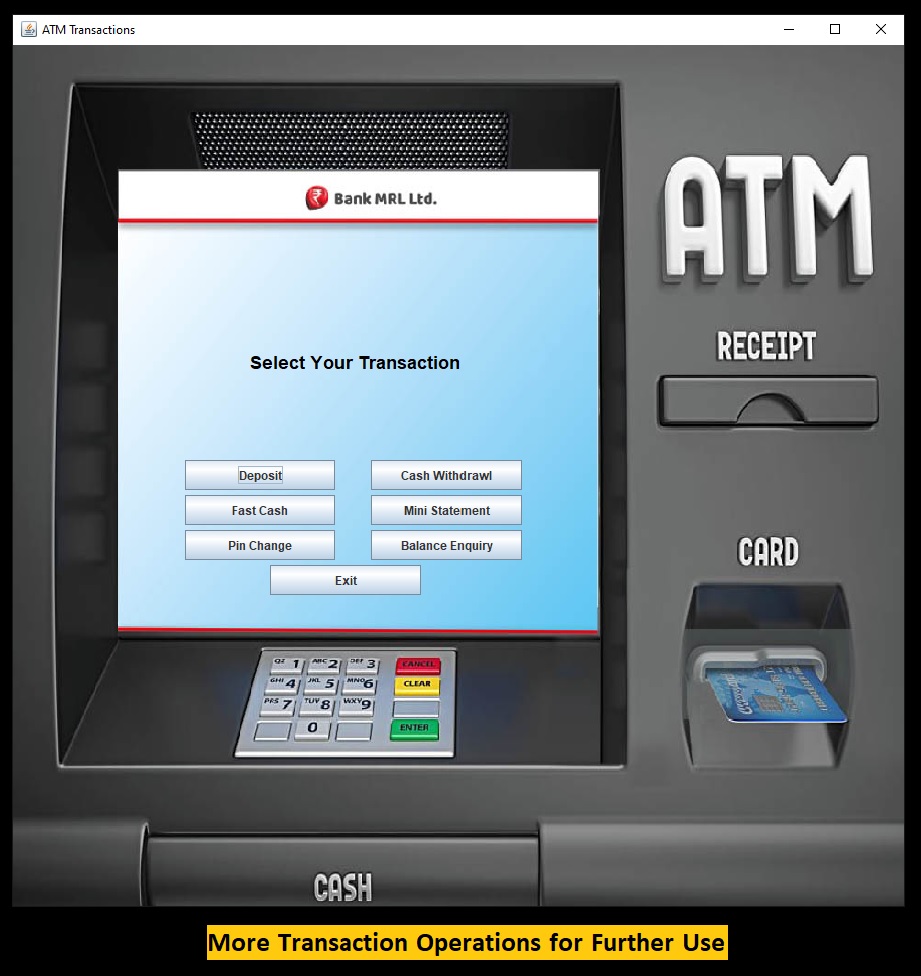 ATM Transactions
Bank MRL Ltd.
ATM
RECEIPT
Select Your Transaction
Deposit
Cash Withdrawl
Fast Cash
Mini Statement
Pin Change
Balance Enquiry
Exit
CARD
QZ 1 ABC 2 DEF 3 CANCEL
GHI 4 JKL 5 MNO 6 CLEAR
PRS 7 TUV 8 WXY 9
0 ENTER
CASH
More Transaction Operations for Further Use